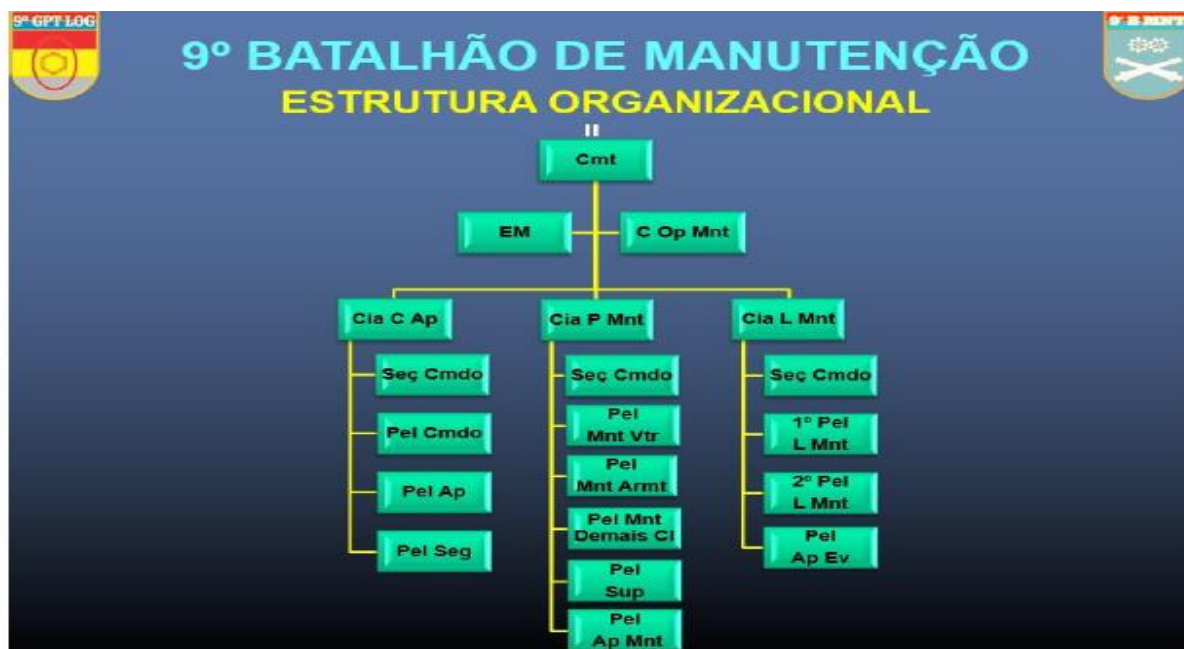 9º GPT LOG
9º B MNT
9º BATALHÃO DE MANUTENÇÃO
ESTRUTURA ORGANIZACIONAL
II
Cmt
EM
C Op Mnt
Cia C Ap
Cia P Mnt
Cia L Mnt
Seç Cmdo
Pel Cmdo
Pel Ap
Pel Seg
Seç Cmdo
Pel
Mnt Vtr
Pel
Mnt Armt
Pel Mnt
Demais Cl
Pel
Sup
Pel
Ap Mnt
Seç Cmdo
1º Pel
L Mnt
2º Pel
L Mnt
Pel
Ap Ev